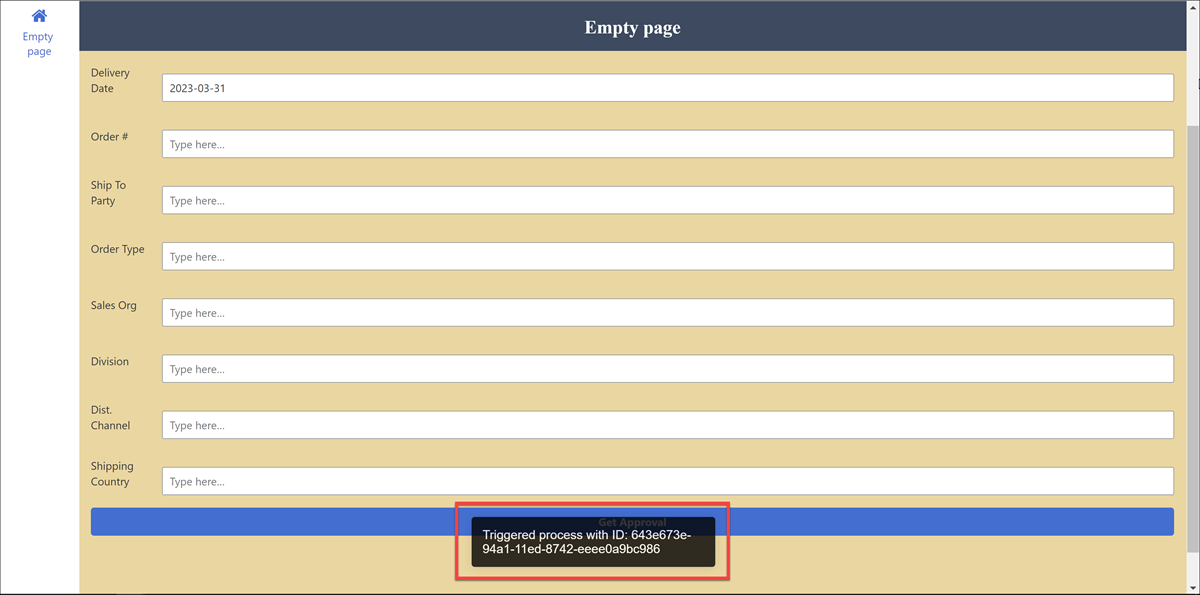 Empty
page
Empty page
Delivery
Date
2023-03-31
Order #
Type here...
Ship To
Party
Type here...
Order Type
Type here...
Sales Org
Type here...
Division
Type here...
Dist.
Channel
Type here...
Shipping
Country
Type here...
Get Approval
Triggered process with ID: 643e673e-
94a1-11ed-8742-eeee0a9bc986